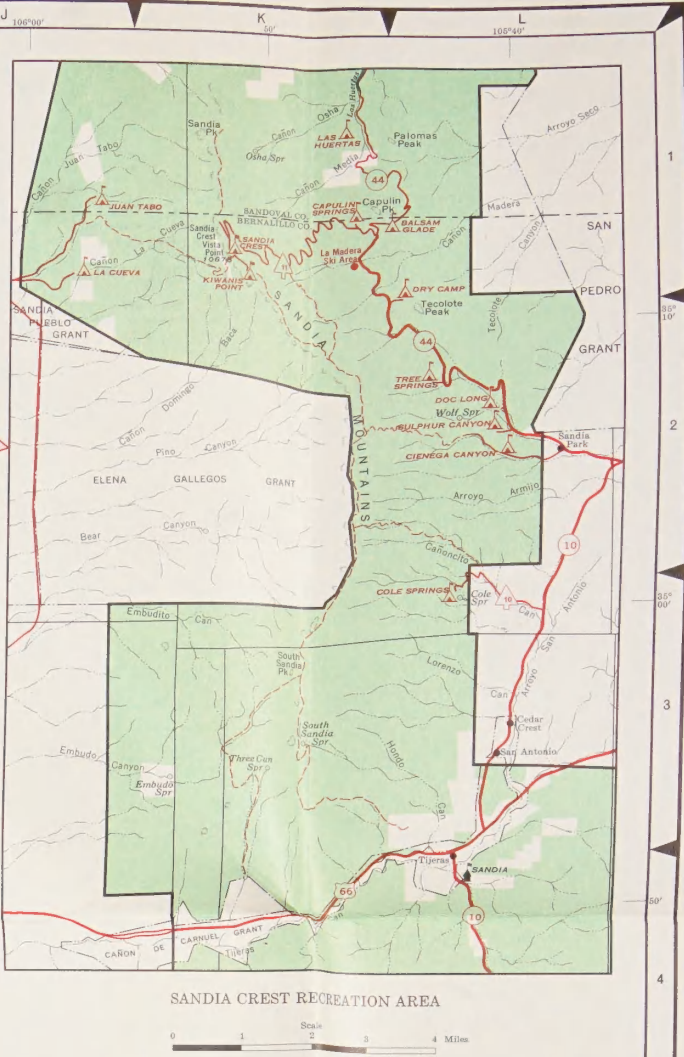 J
106°00'
K
50'
L
105°40'
1
2
3
4
35°
10'
35°
00'
50'
Sandia
Pk
Cañon
Osha
Osha Spr
Las Huertas
LAS
HUERTAS
Palomas
Peak
Arroyo Seco
Cañon Juan Tabo
Cañon Media
44
JUAN TABO
SANDOVAL CO
BERNALILLO CO
CAPULIN
SPRINGS
Capulin
Pk
BALSAM
GLADE
Madera
Canyon
Cañon
SAN
PEDRO
GRANT
Cañon La Cueva
LA CUEVA
Sandia
Crest
Vista
Point
10678
SANDIA
CREST
KIWANIS
POINT
La Madera
Ski Area
DRY CAMP
Tecolote
Peak
Tecolote
SANDIA
PUEBLO
GRANT
Baca
SANDIA
MOUNTAINS
44
TREE
SPRINGS
DOC LONG
Wolf Spr
SULPHUR CANYON
CIENEGA CANYON
Sandia
Park
Cañon
Domingo
Pino Canyon
ELENA GALLEGOS GRANT
Bear Canyon
Arroyo Armijo
10
Cañoncito
COLE SPRINGS
Cole
Spr
10
Can
Arroyo San Antonio
Embudito Can
South
Sandia
Pk
Lorenzo
Can
South
Sandia
Spr
Hondo
Can
Cedar
Crest
San Antonio
Embudo
Canyon
Embudo
Spr
Three Gun
Spr
Tijeras
SANDIA
66
10
CAÑON DE CARNUEL GRANT
Tijeras
SANDIA CREST RECREATION AREA
Scale
0 1 2 3 4 Miles